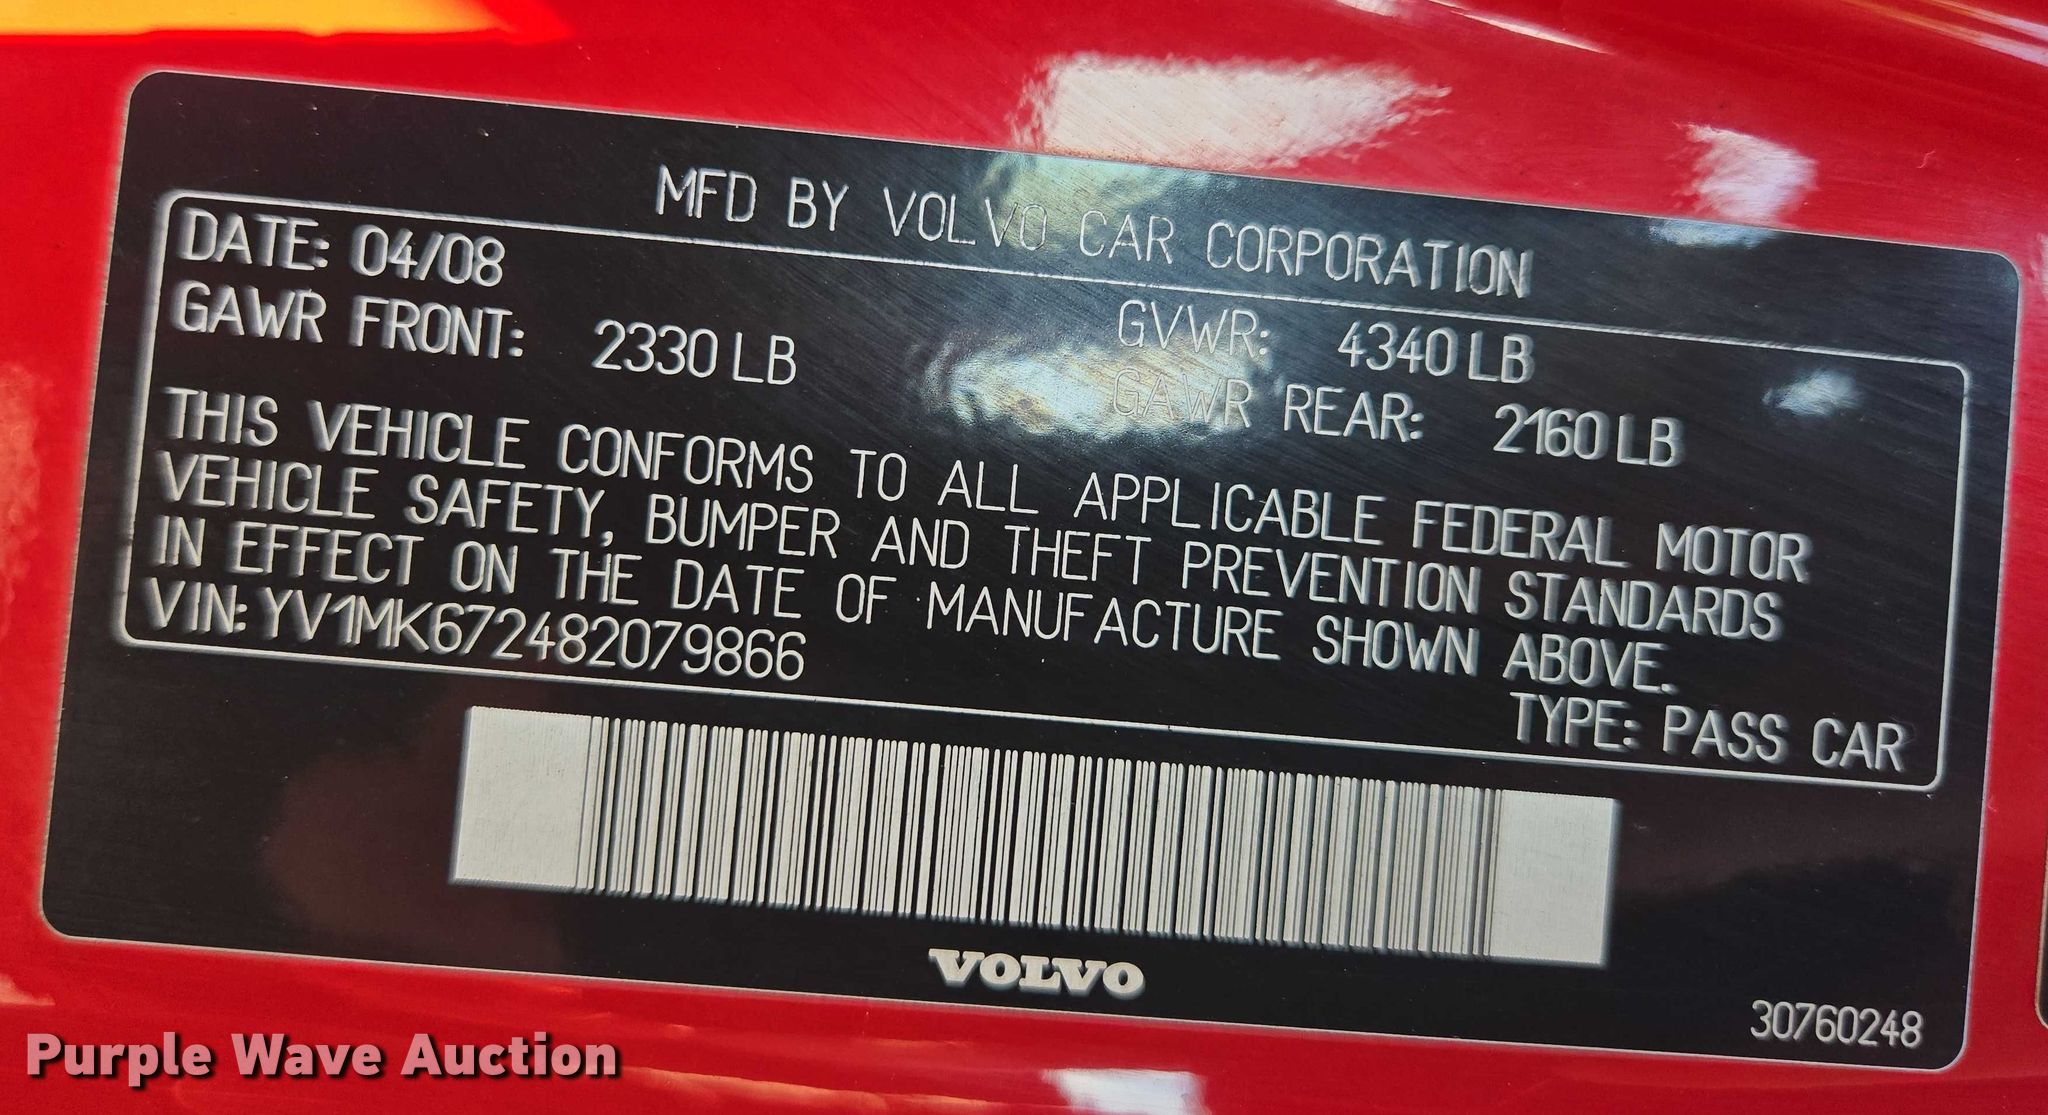 MFD BY VOLVO CAR CORPORATION
DATE: 04/08
GVWR: 4340 LB
GAWR FRONT: 2330 LB
GAWR REAR: 2160 LB
THIS VEHICLE CONFORMS TO ALL APPLICABLE FEDERAL MOTOR
VEHICLE SAFETY, BUMPER AND THEFT PREVENTION STANDARDS
IN EFFECT ON THE DATE OF MANUFACTURE SHOWN ABOVE.
VIN: YV1MK672482079866
TYPE: PASS CAR
VOLVO
30760248
Purple Wave Auction